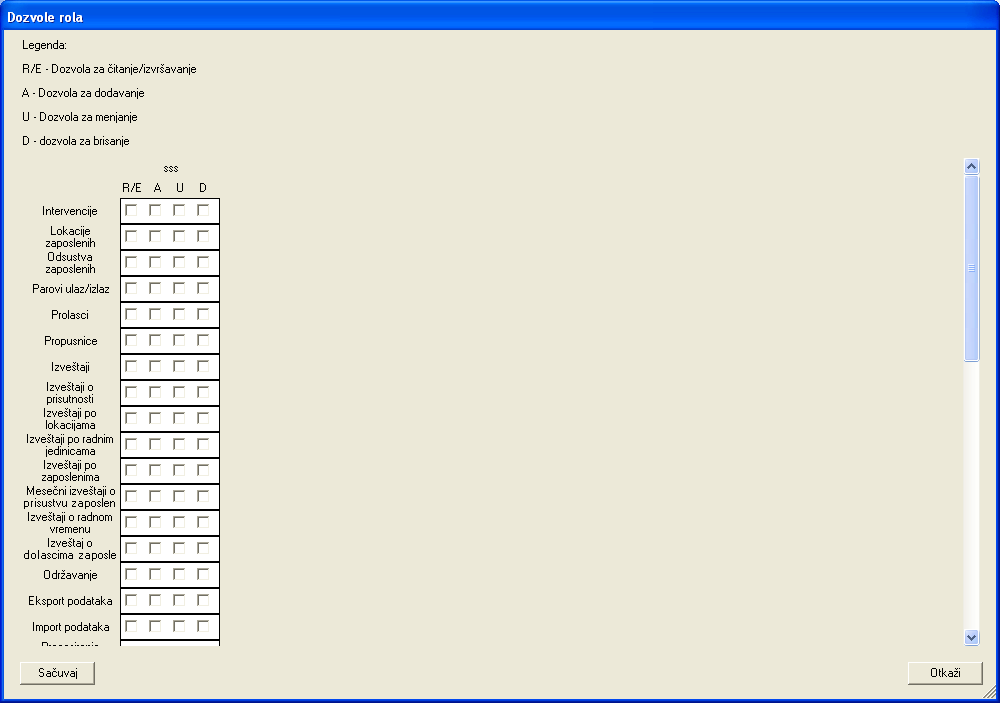 Dozvole rola
Legenda:
R/E - Dozvola za čitanje/izvršavanje
A - Dozvola za dodavanje
U - Dozvola za menjanje
D - dozvola za brisanje
sss
R/E A U D
Intervencije
Lokacije
zaposlenih
Odsustva
zaposlenih
Parovi ulaz/izlaz
Prolasci
Propusnice
Izveštaji
Izveštaji o
prisutnosti
Izveštaji po
lokacijama
Izveštaji po radnim
jedinicama
Izveštaji po
zaposlenima
Mesečni izveštaji o
prisustvu zaposlen
Izveštaji o radnom
vremenu
Izveštaj o
dolascima zaposle
Održavanje
Eksport podataka
Import podataka
Sačuvaj
Otkaži